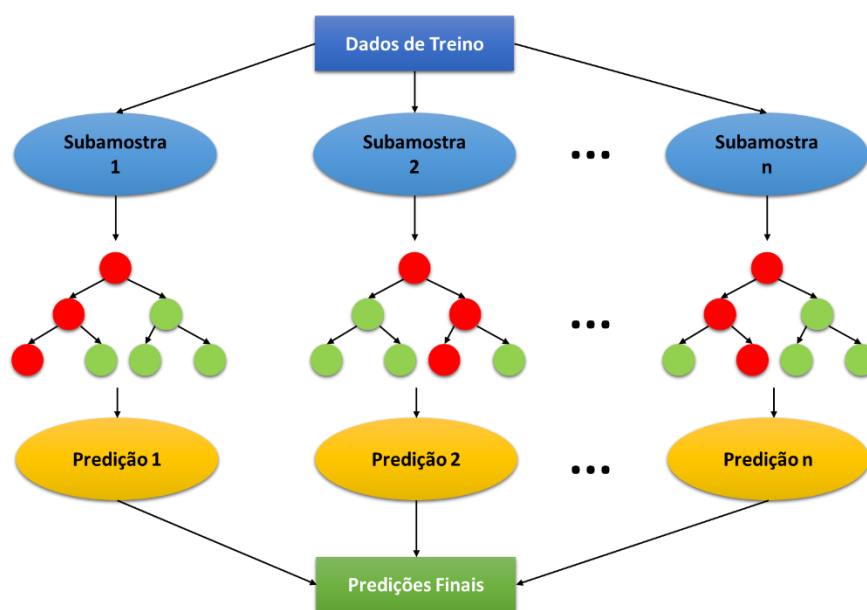 Dados de Treino
Subamostra
1
Subamostra
2
...
Subamostra
n
...
Predição 1
Predição 2
...
Predição n
Predições Finais